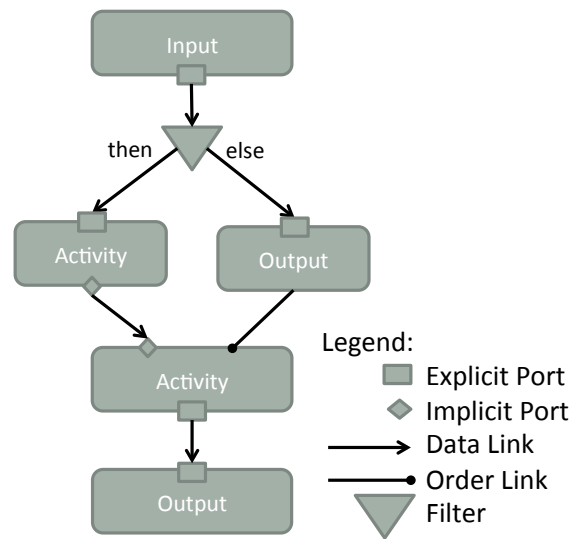 Input
then
else
Activity
Output
Activity
Output
Legend:
Explicit Port
Implicit Port
Data Link
Order Link
Filter